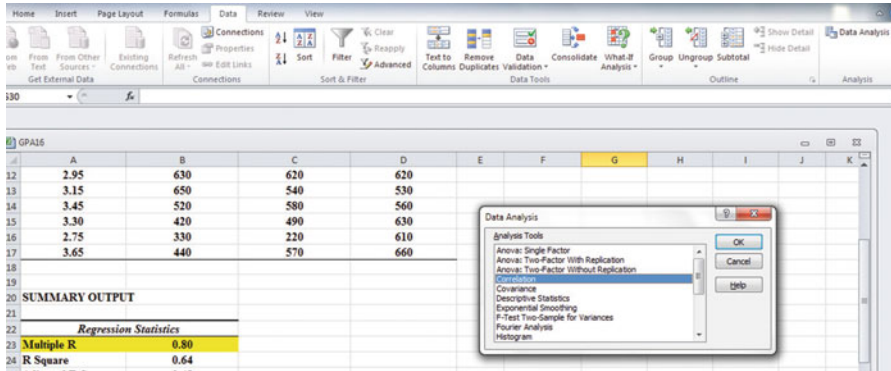 Home Insert Page Layout Formulas Data Review View
From Text
From Other Sources
Existing Connections
Refresh All
Connections
Properties
Edit Links
Sort
Filter
Clear
Reapply
Advanced
Text to Columns
Remove Duplicates
Data Validation
Consolidate
What-If Analysis
Group
Ungroup
Subtotal
Show Detail
Hide Detail
Data Analysis
Get External Data Connections Sort & Filter Data Tools Outline Analysis
fx
GPA16
A B C D E F G H I J K
12 2.95 630 620 620
13 3.15 650 540 530
14 3.45 520 580 560
15 3.30 420 490 630
16 2.75 330 220 610
17 3.65 440 570 660
18
19
20 SUMMARY OUTPUT
21
22 Regression Statistics
23 Multiple R 0.80
24 R Square 0.64
Data Analysis
Analysis Tools
Anova: Single Factor
Anova: Two-Factor With Replication
Anova: Two-Factor Without Replication
Correlation
Covariance
Descriptive Statistics
Exponential Smoothing
F-Test Two-Sample for Variances
Fourier Analysis
Histogram
OK
Cancel
Help